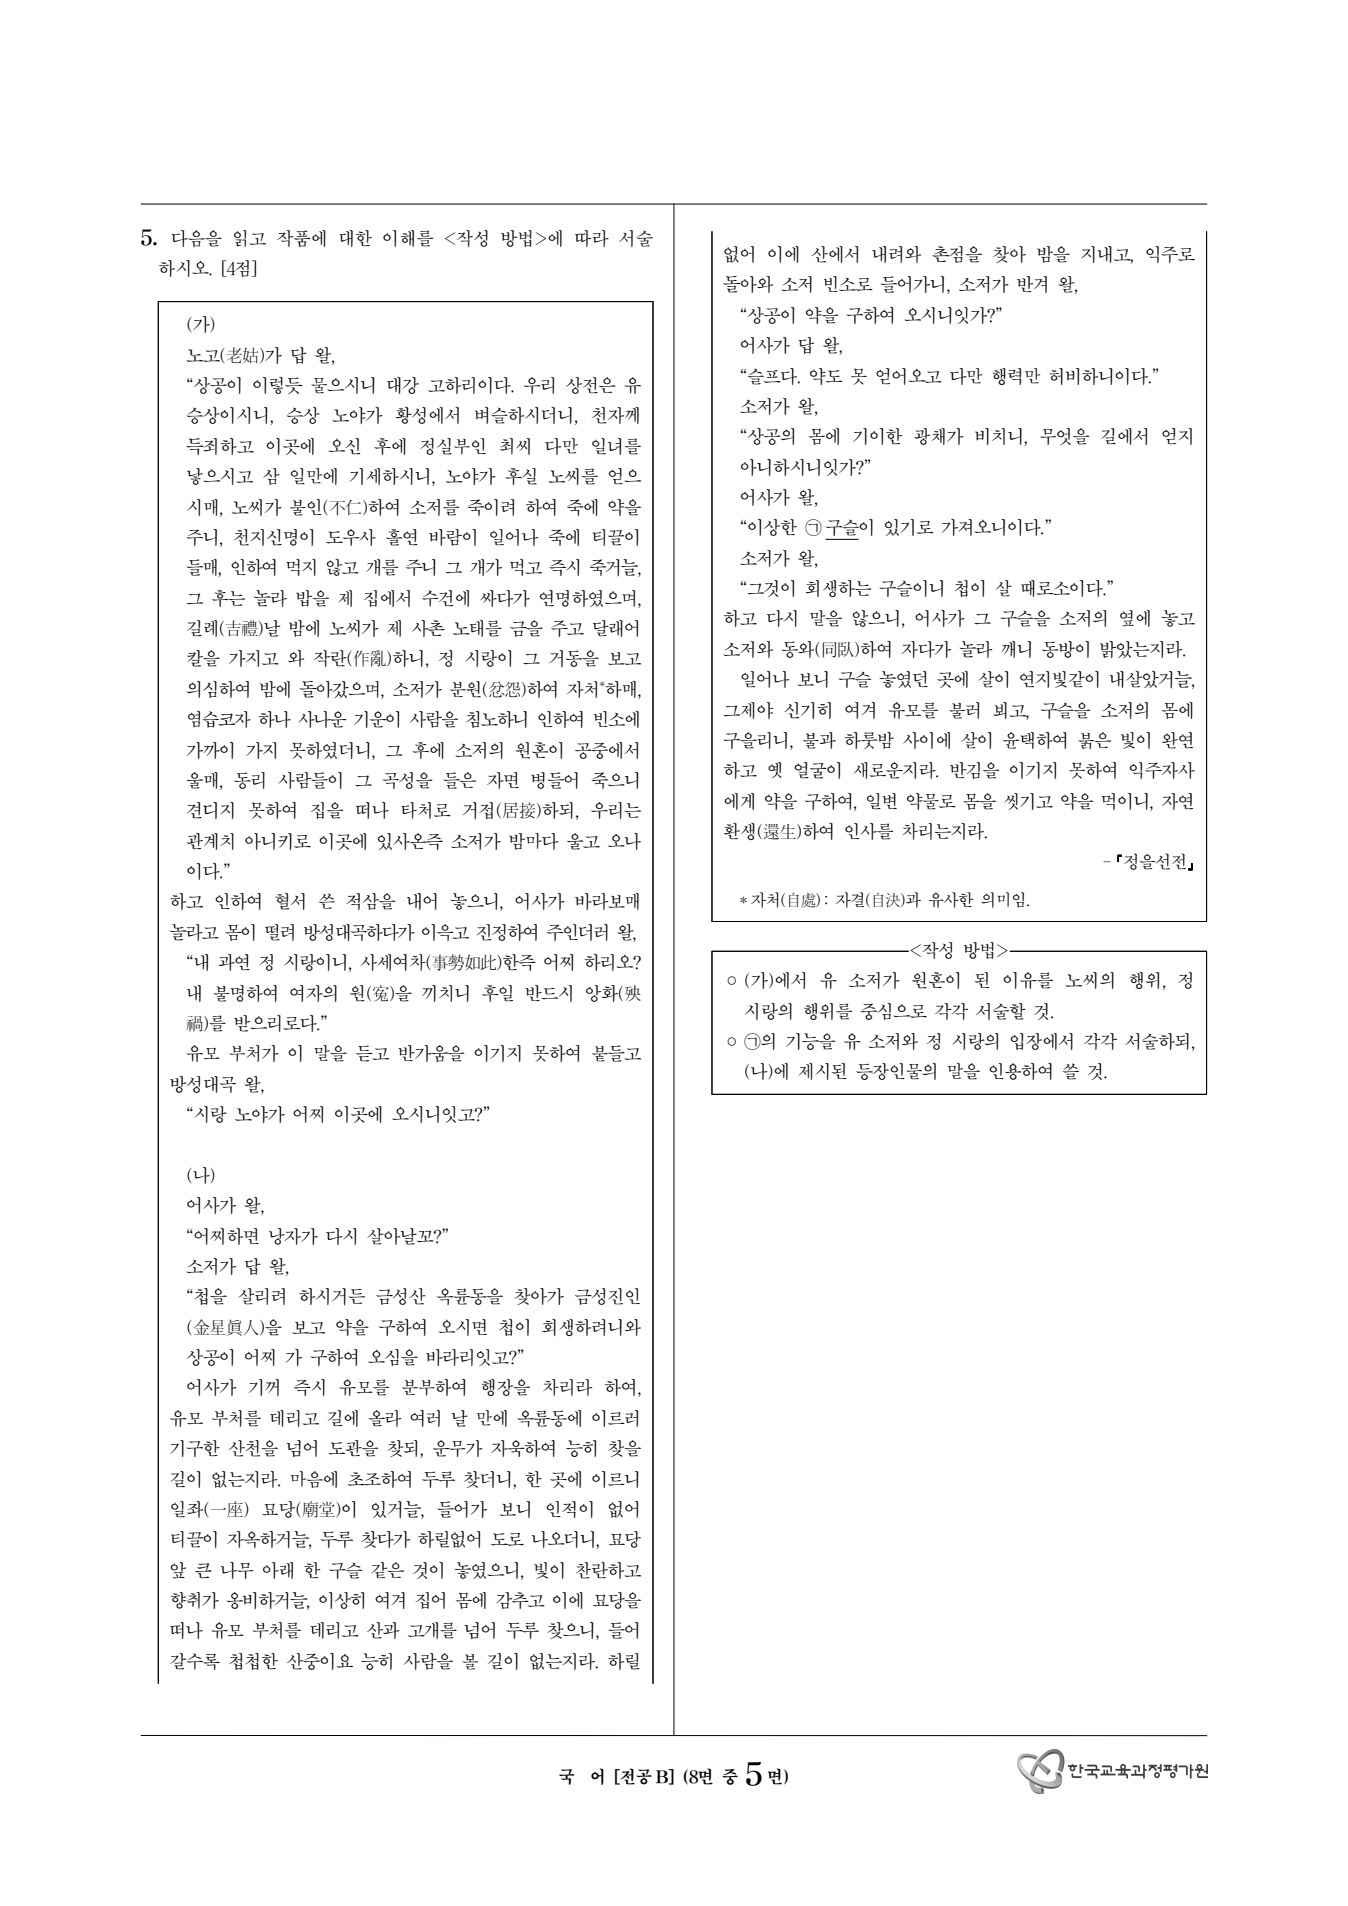 5. 다음을 읽고 작품에 대한 이해를 <작성 방법>에 따라 서술
하시오. [4점]
(가)
노고(老姑)가 답 왈,
“상공이 이렇듯 물으시니 대강 고하리이다. 우리 상전은 유
승상이시니, 승상 노야가 황성에서 벼슬하시더니, 천자께
득죄하고 이곳에 오신 후에 정실부인 최씨 다만 일녀를
낳으시고 삼 일만에 기세하시니, 노야가 후실 노씨를 얻으
시매, 노씨가 불인(不仁)하여 소저를 죽이려 하여 죽에 약을
주니, 천지신명이 도우사 홀연 바람이 일어나 죽에 티끌이
들매, 인하여 먹지 않고 개를 주니 그 개가 먹고 즉시 죽거늘,
그 후는 놀라 밥을 제 집에서 수건에 싸다가 연명하였으며,
길례(吉禮)날 밤에 노씨가 제 사촌 노태를 금을 주고 달래어
칼을 가지고 와 작란(作亂)하니, 정 시랑이 그 거동을 보고
의심하여 밤에 돌아갔으며, 소저가 분원(忿怨)하여 자처*하매,
염습코자 하나 사나운 기운이 사람을 침노하니 인하여 빈소에
가까이 가지 못하였더니, 그 후에 소저의 원혼이 공중에서
울매, 동리 사람들이 그 곡성을 들은 자면 병들어 죽으니
견디지 못하여 집을 떠나 타처로 거접(居接)하되, 우리는
관계치 아니키로 이곳에 있사온즉 소저가 밤마다 울고 오나
이다.”
하고 인하여 혈서 쓴 적삼을 내어 놓으니, 어사가 바라보매
놀라고 몸이 떨려 방성대곡하다가 이윽고 진정하여 주인더러 왈,
“내 과연 정 시랑이니, 사세여차(事勢如此)한즉 어찌 하리오?
내 불명하여 여자의 원(寃)을 끼치니 후일 반드시 앙화(殃
禍)를 받으리로다.”
유모 부처가 이 말을 듣고 반가움을 이기지 못하여 붙들고
방성대곡 왈,
“시랑 노야가 어찌 이곳에 오시니잇고?”
(나)
어사가 왈,
“어찌하면 낭자가 다시 살아날꼬?”
소저가 답 왈,
“첩을 살리려 하시거든 금성산 옥륜동을 찾아가 금성진인
(金星眞人)을 보고 약을 구하여 오시면 첩이 회생하려니와
상공이 어찌 가 구하여 오심을 바라리잇고?”
어사가 기꺼 즉시 유모를 분부하여 행장을 차리라 하여,
유모 부처를 데리고 길에 올라 여러 날 만에 옥륜동에 이르러
기구한 산천을 넘어 도관을 찾되, 운무가 자욱하여 능히 찾을
길이 없는지라. 마음에 초조하여 두루 찾더니, 한 곳에 이르니
일좌(一座) 묘당(廟堂)이 있거늘, 들어가 보니 인적이 없어
티끌이 자옥하거늘, 두루 찾다가 하릴없어 도로 나오더니, 묘당
앞 큰 나무 아래 한 구슬 같은 것이 놓였으니, 빛이 찬란하고
향취가 옹비하거늘, 이상히 여겨 집어 몸에 감추고 이에 묘당을
떠나 유모 부처를 데리고 산과 고개를 넘어 두루 찾으니, 들어
갈수록 첩첩한 산중이요 능히 사람을 볼 길이 없는지라. 하릴
없어 이에 산에서 내려와 촌점을 찾아 밤을 지내고, 익주로
돌아와 소저 빈소로 들어가니, 소저가 반겨 왈,
“상공이 약을 구하여 오시니잇가?”
어사가 답 왈,
“슬프다. 약도 못 얻어오고 다만 행력만 허비하니이다.”
소저가 왈,
“상공의 몸에 기이한 광채가 비치니, 무엇을 길에서 얻지
아니하시니잇가?”
어사가 왈,
“이상한 ㉠구슬이 있기로 가져오니이다.”
소저가 왈,
“그것이 회생하는 구슬이니 첩이 살 때로소이다.”
하고 다시 말을 않으니, 어사가 그 구슬을 소저의 옆에 놓고
소저와 동와(同臥)하여 자다가 놀라 깨니 동방이 밝았는지라.
일어나 보니 구슬 놓였던 곳에 살이 연지빛같이 내살았거늘,
그제야 신기히 여겨 유모를 불러 뵈고, 구슬을 소저의 몸에
구을리니, 불과 하룻밤 사이에 살이 윤택하여 붉은 빛이 완연
하고 옛 얼굴이 새로운지라. 반김을 이기지 못하여 익주자사
에게 약을 구하여, 일변 약물로 몸을 씻기고 약을 먹이니, 자연
환생(還生)하여 인사를 차리는지라.
-『정을선전』
* 자처(自處) : 자결(自決)과 유사한 의미임.
<작성 방법>
○ (가)에서 유 소저가 원혼이 된 이유를 노씨의 행위, 정
시랑의 행위를 중심으로 각각 서술할 것.
○ ㉠의 기능을 유 소저와 정 시랑의 입장에서 각각 서술하되,
(나)에 제시된 등장인물의 말을 인용하여 쓸 것.
국 어 [전공 B] (8면 중 5 면)
한국교육과정평가원